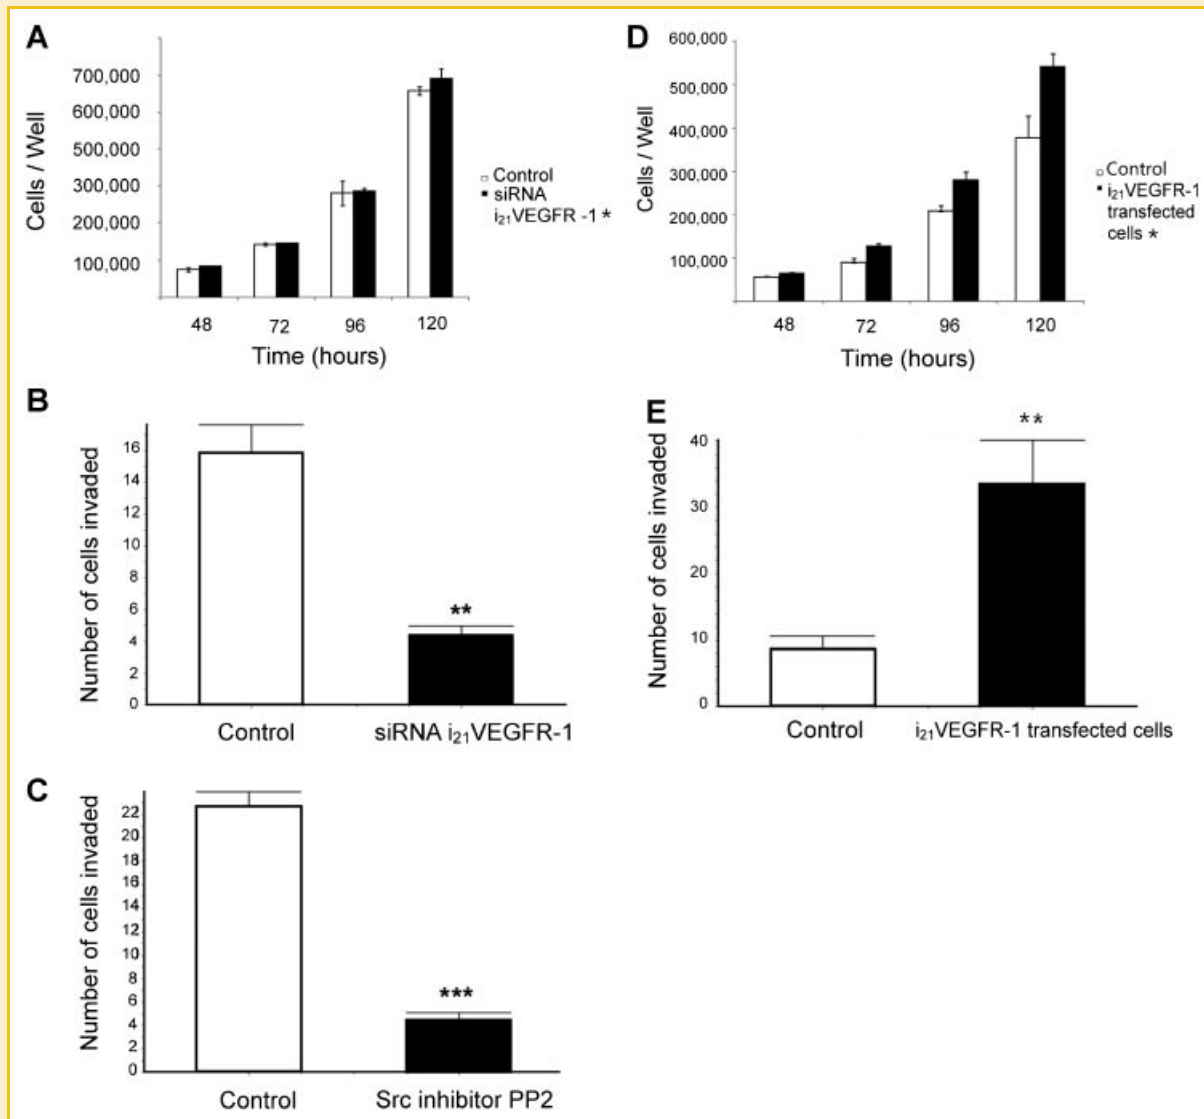 A
Cells / Well
700,000
600,000
500,000
300,000
200,000
100,000
48 72 96 120
Time (hours)
Control
siRNA
i₂₁VEGFR -1 *
D
Cells / Well
600,000
500,000
400,000
300,000
200,000
100,000
0
48 72 96 120
Time (hours)
Control
i₂₁VEGFR-1
transfected
cells *
B
Number of cells invaded
16
14
12
10
8
6
4
2
0
**
Control siRNA i₂₁VEGFR-1
E
Number of cells invaded
40
30
20
10
0
**
Control i₂₁VEGFR-1 transfected cells
C
Number of cells invaded
22
20
18
16
14
12
10
8
6
4
2
0
***
Control Src inhibitor PP2